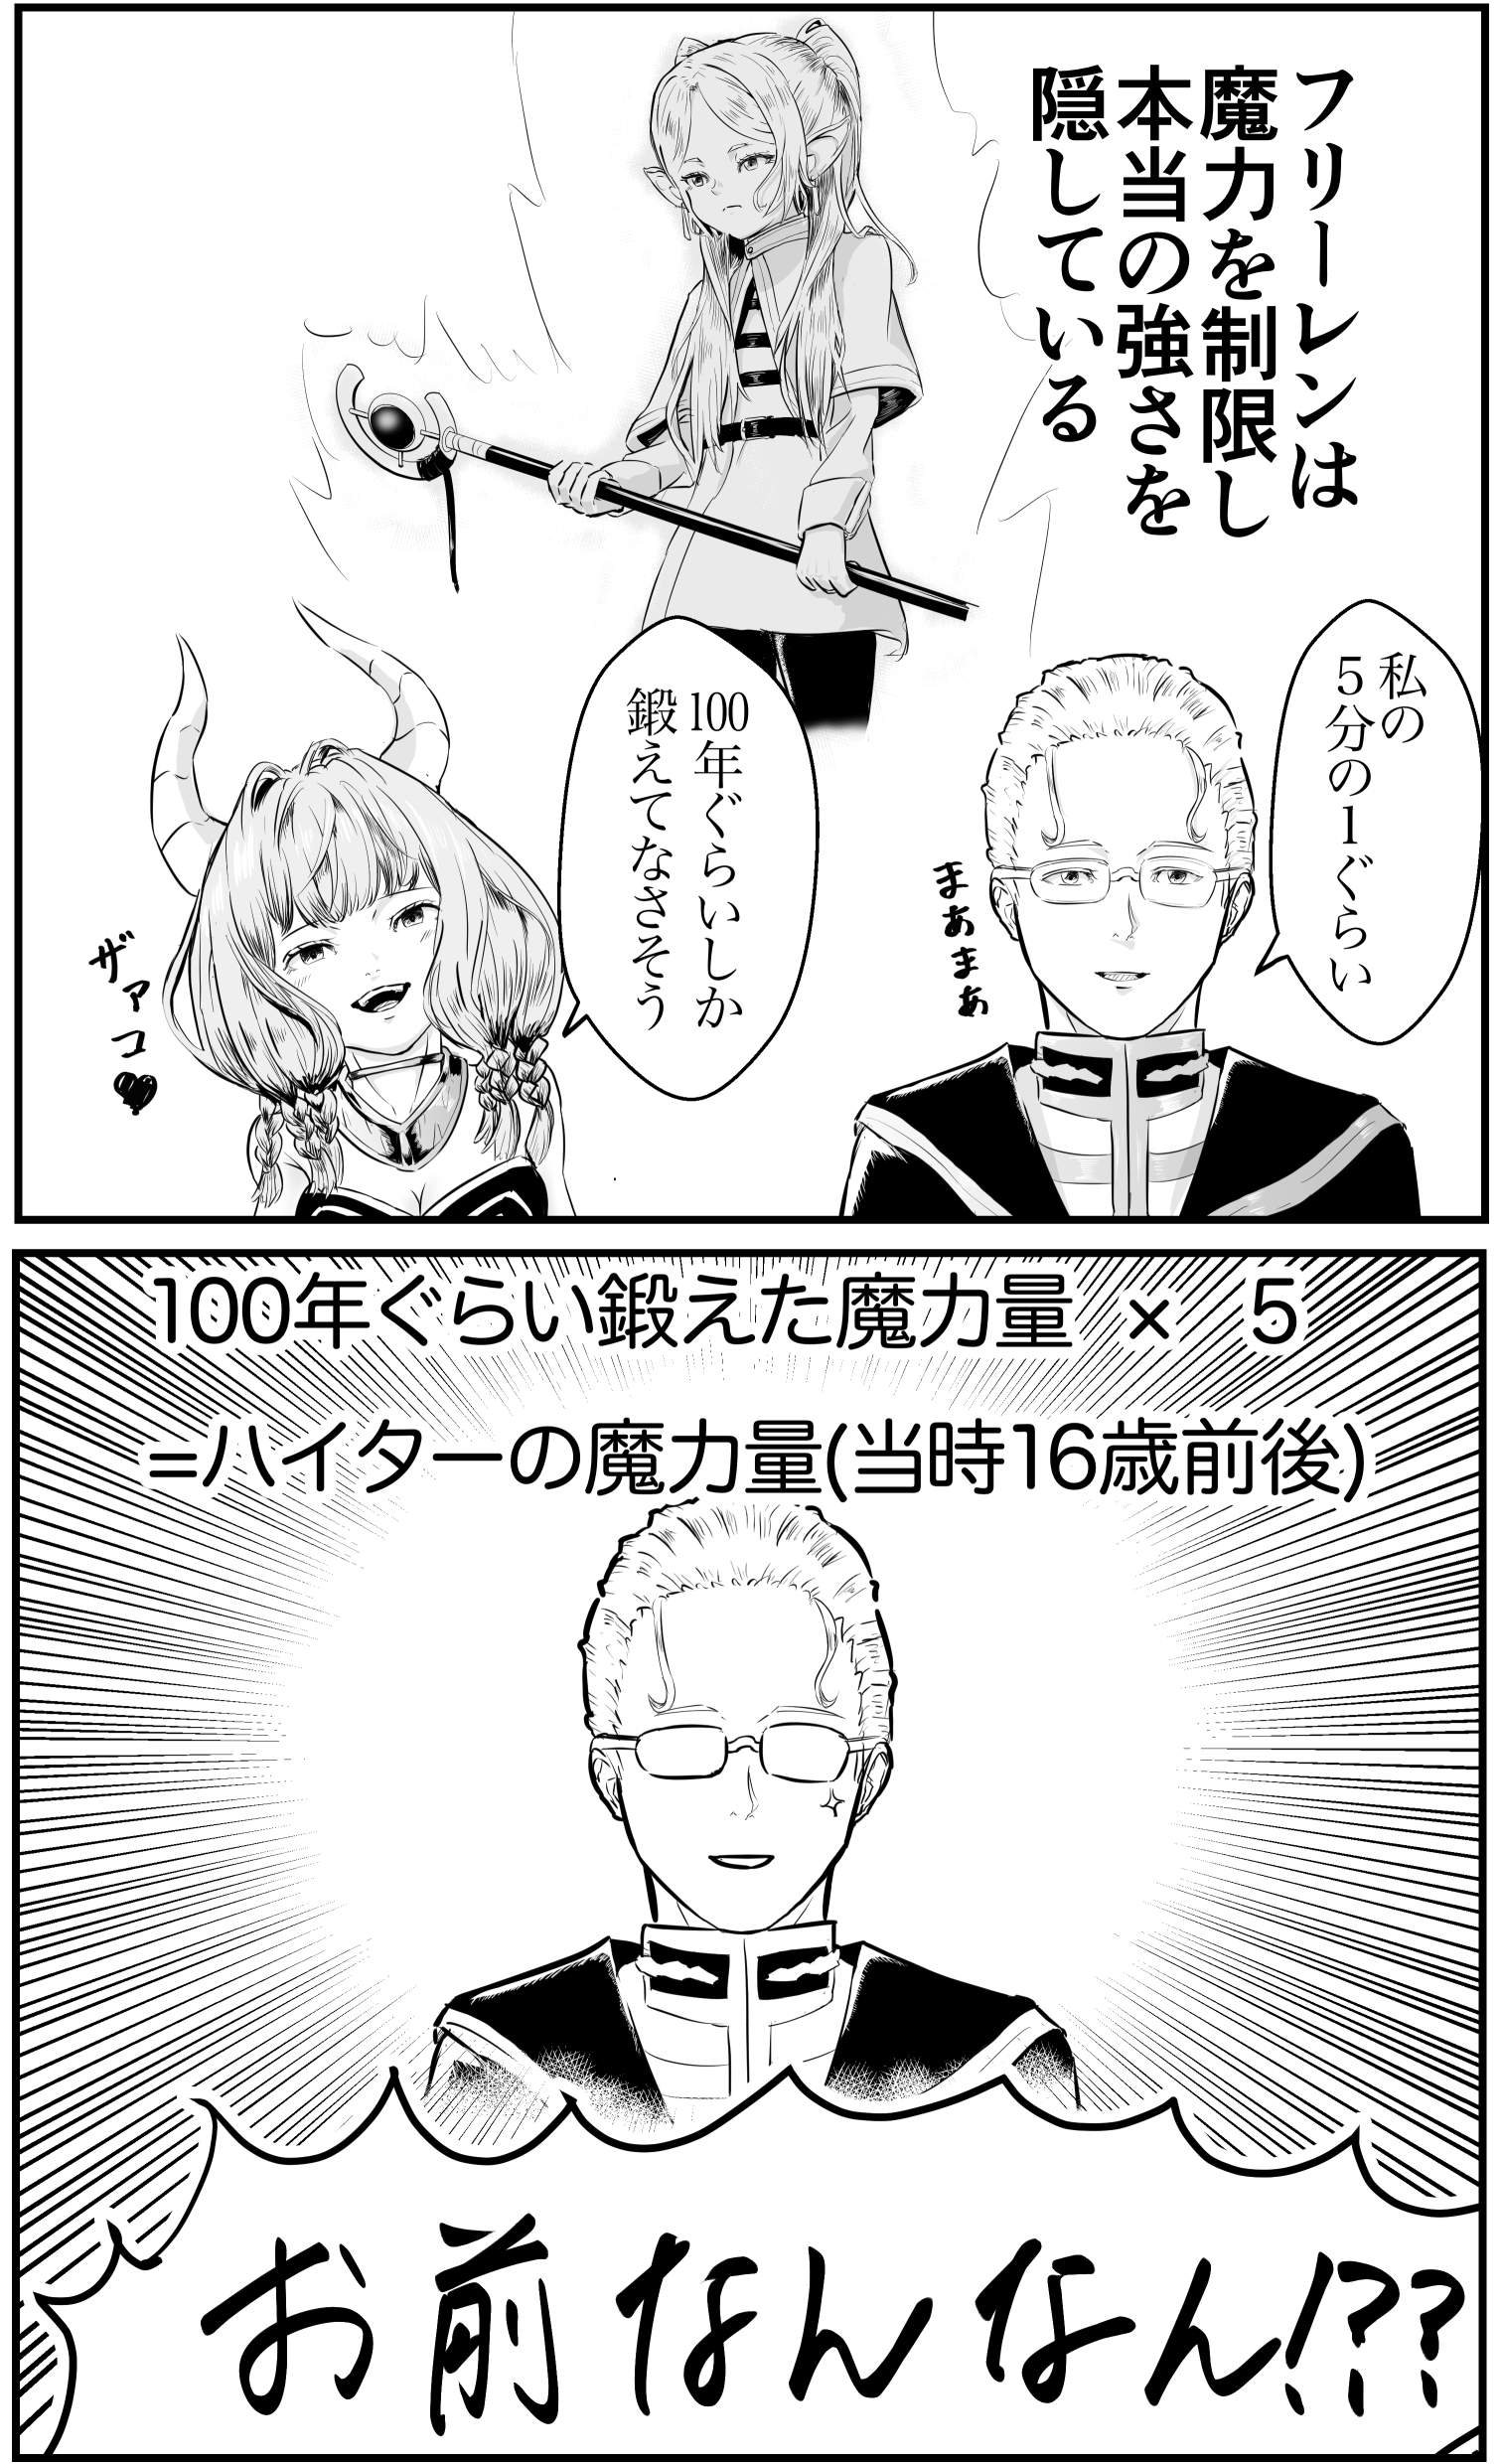 フリーレンは
魔力を制限し
本当の強さを
隠している
私の
5分の1ぐらい
まぁまぁ
100年ぐらいしか
鍛えてなさそう
ザァコ♥
100年ぐらい鍛えた魔力量 × 5
=ハイターの魔力量(当時16歳前後)
お前なんなん!??